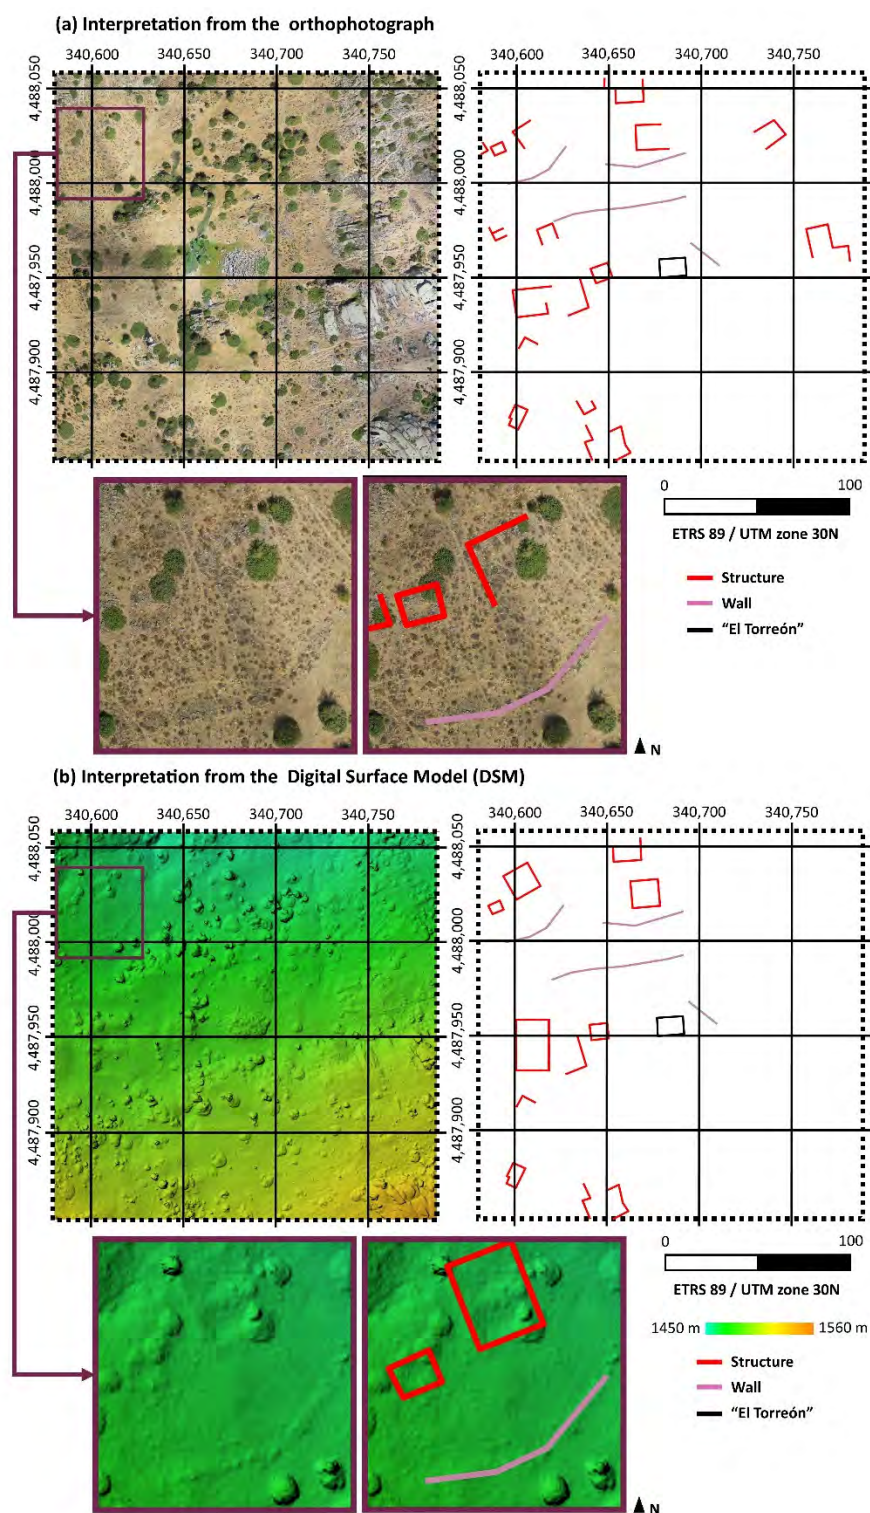 (a) Interpretation from the orthophotograph
340,600 340,650 340,700 340,750
340,600 340,650 340,700 340,750
4,488,050
4,488,000
4,487,950
4,487,900
4,488,050
4,488,000
4,487,950
4,487,900
0 100
ETRS 89 / UTM zone 30N
Structure
Wall
“El Torreón”
N
(b) Interpretation from the Digital Surface Model (DSM)
340,600 340,650 340,700 340,750
340,600 340,650 340,700 340,750
4,488,050
4,488,000
4,487,950
4,487,900
4,488,050
4,488,000
4,487,950
4,487,900
0 100
ETRS 89 / UTM zone 30N
1450 m 1560 m
Structure
Wall
“El Torreón”
N